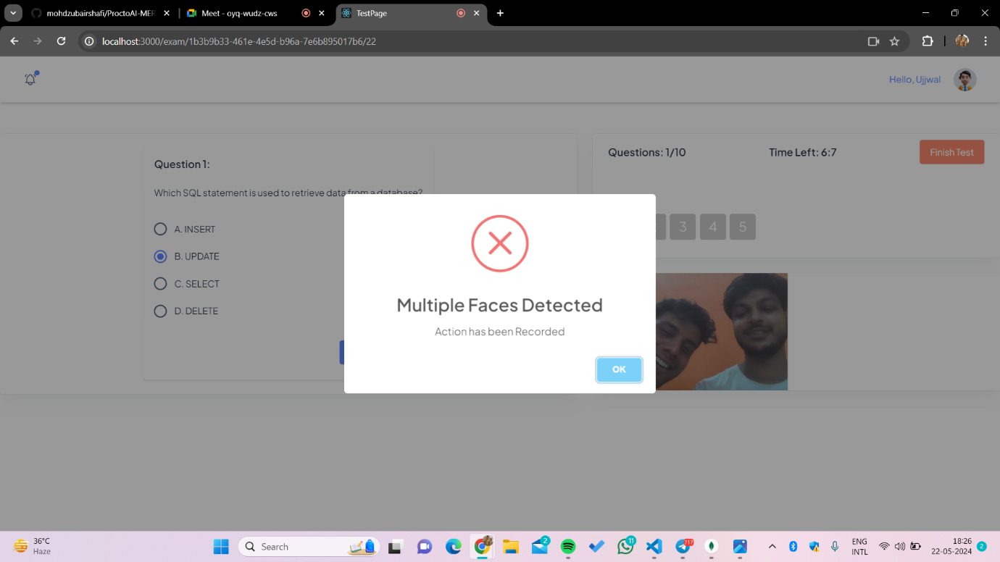 mohdzubairshafi/ProctoAI-MER
Meet - oyq-wudz-cws
TestPage
localhost:3000/exam/1b3b9b33-461e-4e5d-b96a-7e6b895017b6/22
Hello, Ujjwal
Question 1:
Which SQL statement is used to retrieve data from a database?
A. INSERT
B. UPDATE
C. SELECT
D. DELETE
Questions: 1/10
Time Left: 6:7
Finish Test
3
4
5
Multiple Faces Detected
Action has been Recorded
OK
36°C
Haze
Search
2
11
717
ENG
INTL
18:26
22-05-2024
2